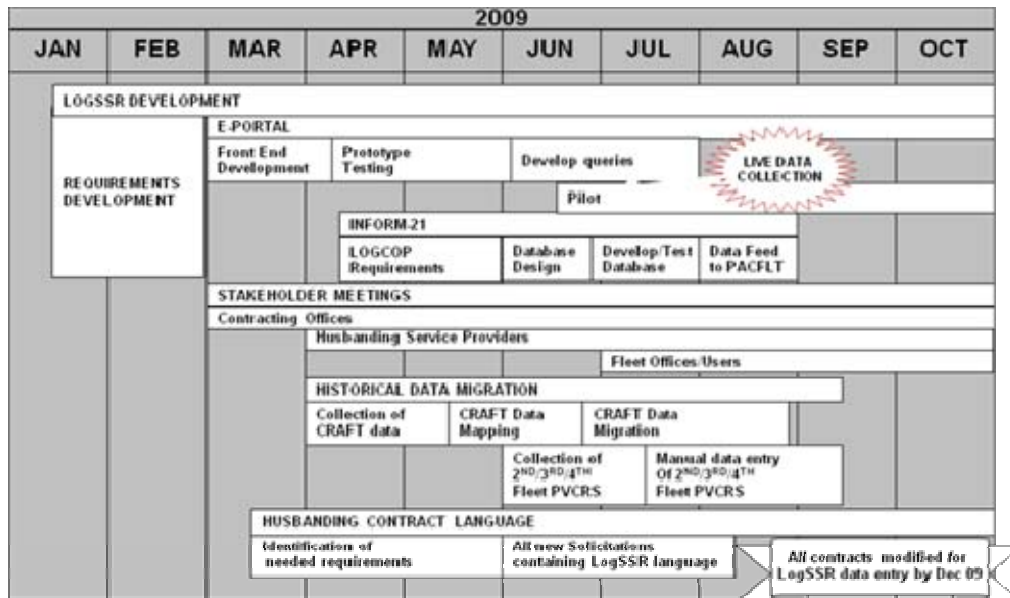 2009
JAN FEB MAR APR MAY JUN JUL AUG SEP OCT
LOGSSR DEVELOPMENT
REQUIREMENTS
DEVELOPMENT
E-PORTAL
Front End
Development
Prototype
Testing
Develop queries
LIVE DATA
COLLECTION
Pilot
INFORM-21
LOGCOP
Requirements
Database
Design
Develop/Test
Database
Data Feed
to PACFLT
STAKEHOLDER MEETINGS
Contracting Offices
Husbanding Service Providers
Fleet Offices/Users
HISTORICAL DATA MIGRATION
Collection of
CRAFT data
CRAFT Data
Mapping
CRAFT Data
Migration
Collection of
2ND/3RD/4TH
Fleet PVCRS
Manual data entry
Of 2ND/3RD/4TH
Fleet PVCRS
HUSBANDING CONTRACT LANGUAGE
Identification of
needed requirements
All new Solicitations
containing LogSSR language
All contracts modified for
LogSSR data entry by Dec 09